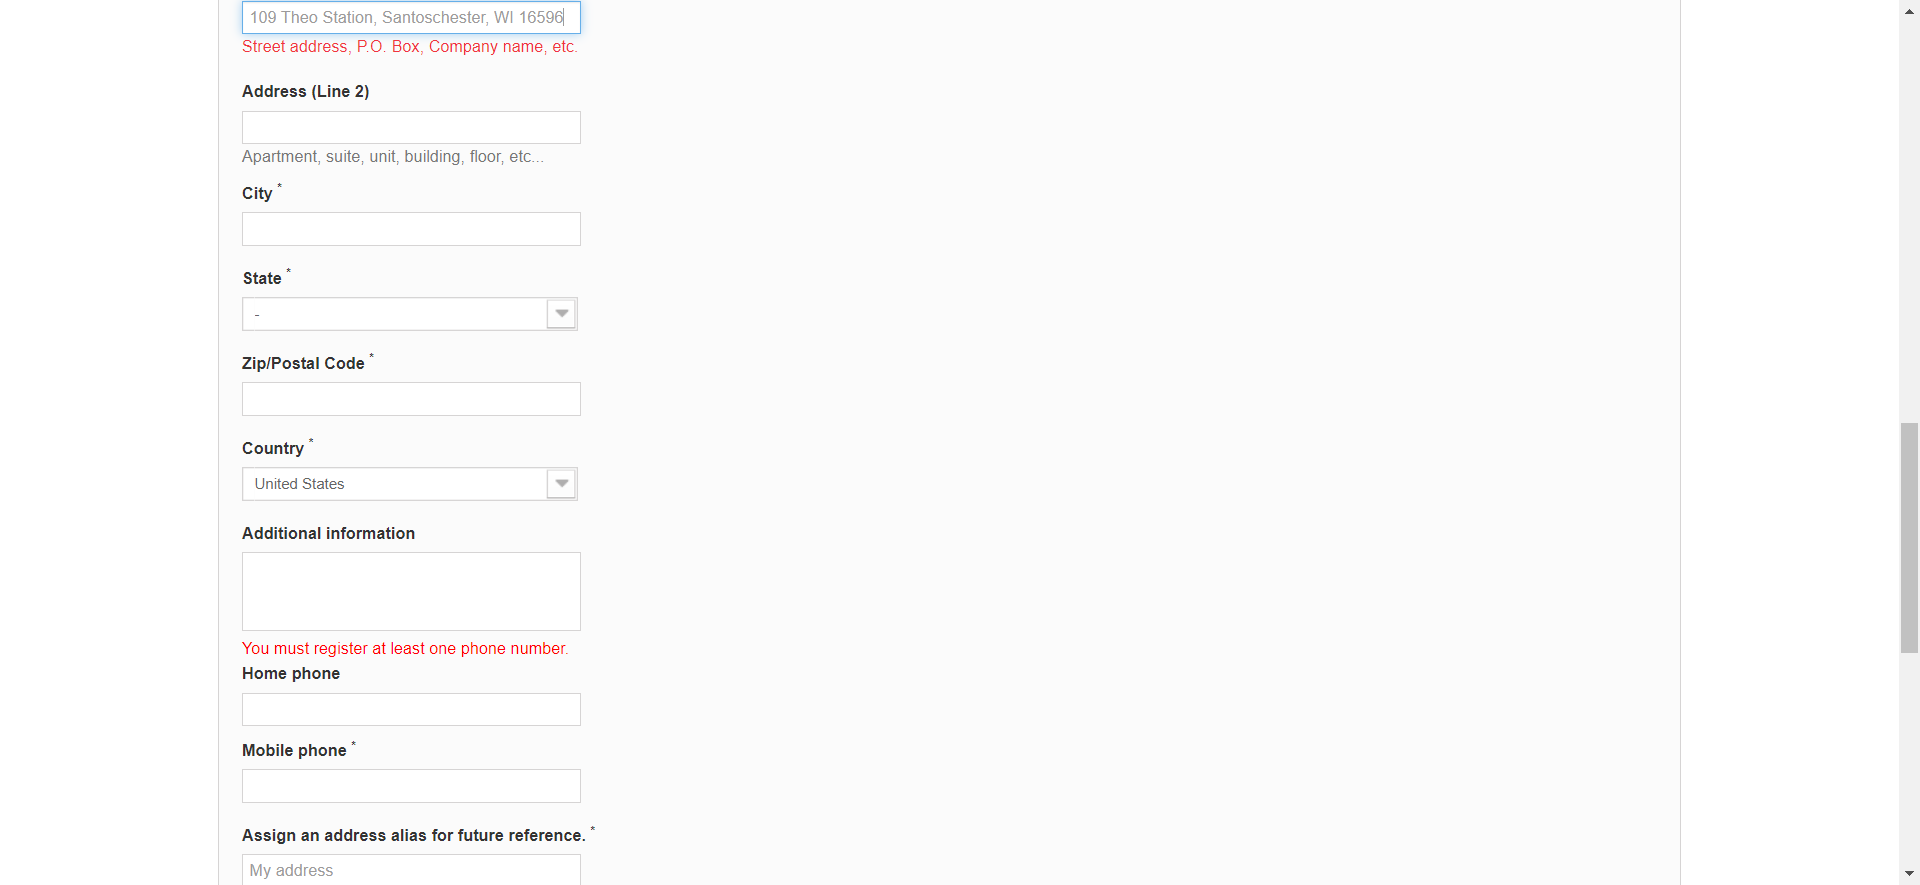 109 Theo Station, Santoschester, WI 16596
Street address, P.O. Box, Company name, etc.
Address (Line 2)
Apartment, suite, unit, building, floor, etc...
City *
State *
-
Zip/Postal Code *
Country *
United States
Additional information
You must register at least one phone number.
Home phone
Mobile phone *
Assign an address alias for future reference. *
My address